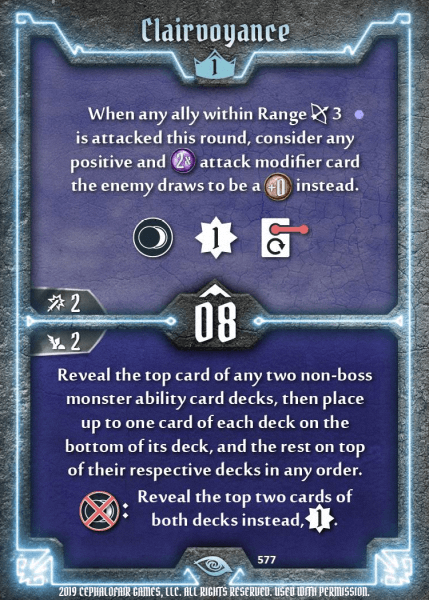 Clairvoyance
1
When any ally within Range 3
is attacked this round, consider any
positive and 2x attack modifier card
the enemy draws to be a +0 instead.
1
2
08
2
Reveal the top card of any two non-boss
monster ability card decks, then place
up to one card of each deck on the
bottom of its deck, and the rest on top
of their respective decks in any order.
: Reveal the top two cards of
both decks instead, 1.
577
2019 CEPHALOFAIR GAMES, LLC. ALL RIGHTS RESERVED. USED WITH PERMISSION.